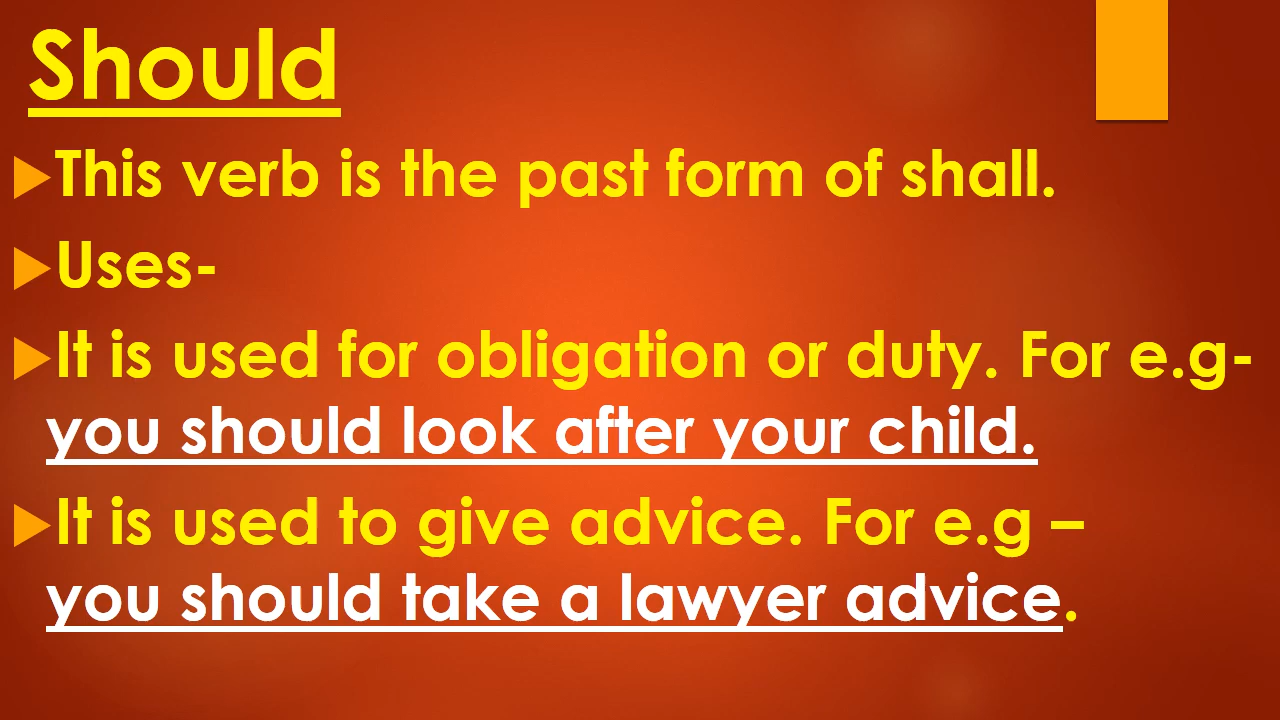 Should
This verb is the past form of shall.
Uses-
It is used for obligation or duty. For e.g-
you should look after your child.
It is used to give advice. For e.g –
you should take a lawyer advice.